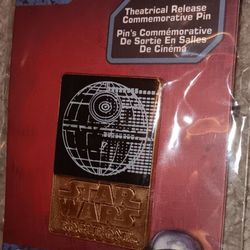 Theatrical Release
Commemorative Pin
Pin's Commémorative
De Sortie En Salles
De Cinéma
STAR
WARS